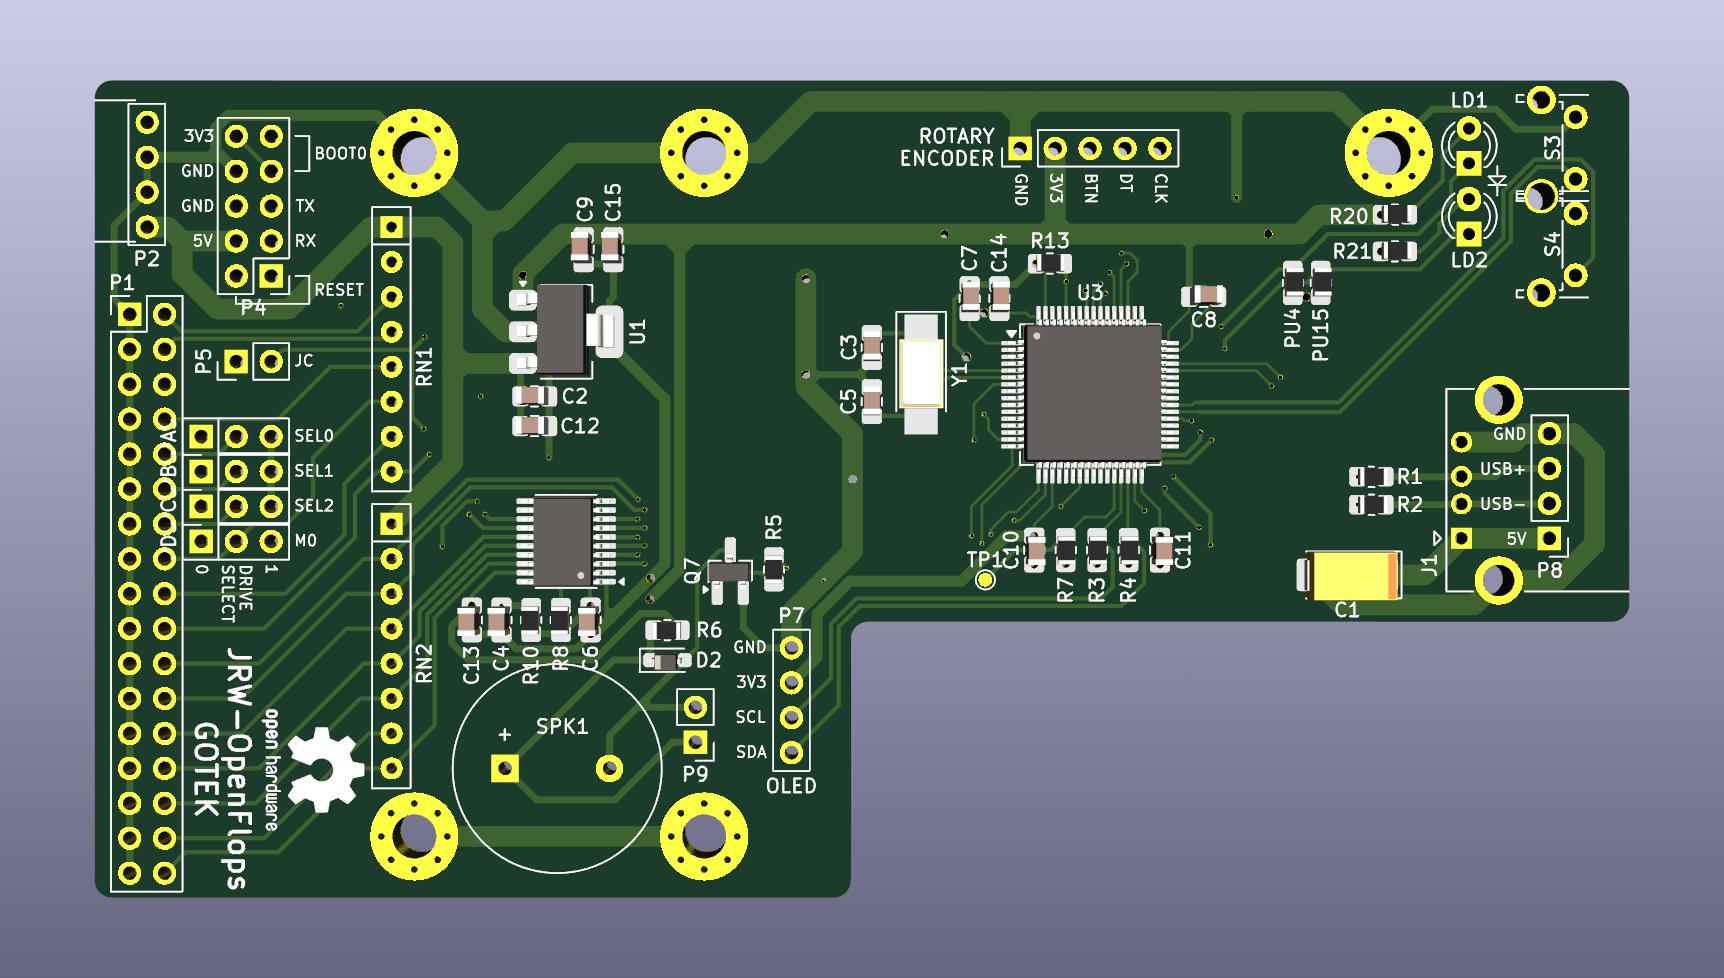 3V3
GND
GND
5V
BOOT0
TX
RX
RESET
P2
P1
P4
P5
JC
RN1
C9
C15
U1
C2
C12
ROTARY
ENCODER
GND
3V3
BTN
DT
CLK
R13
C7
C14
U3
C8
C3
C5
Y1
LD1
LD2
R20
R21
PU4
PU15
S3
S4
SEL0
SEL1
SEL2
M0
0
DRIVE
SELECT
1
R1
R2
GND
USB+
USB-
5V
J1
P8
C1
TP1
C10
R7
R3
R4
C11
Q7
R5
C13
C4
R10
R8
C6
R6
D2
RN2
P7
GND
3V3
SCL
SDA
OLED
SPK1
+
P9
JRW-OpenFlops
GOTEK
open hardware